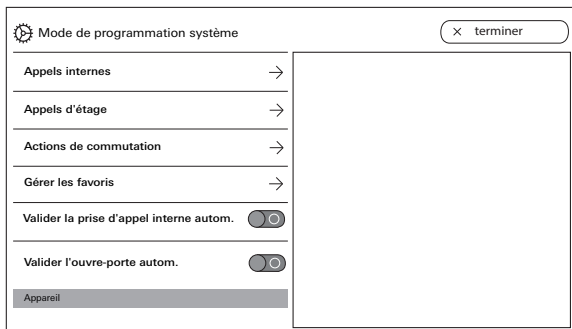 Mode de programmation système
× terminer
Appels internes
Appels d'étage
Actions de commutation
Gérer les favoris
Valider la prise d'appel interne autom.
Valider l'ouvre-porte autom.
Appareil